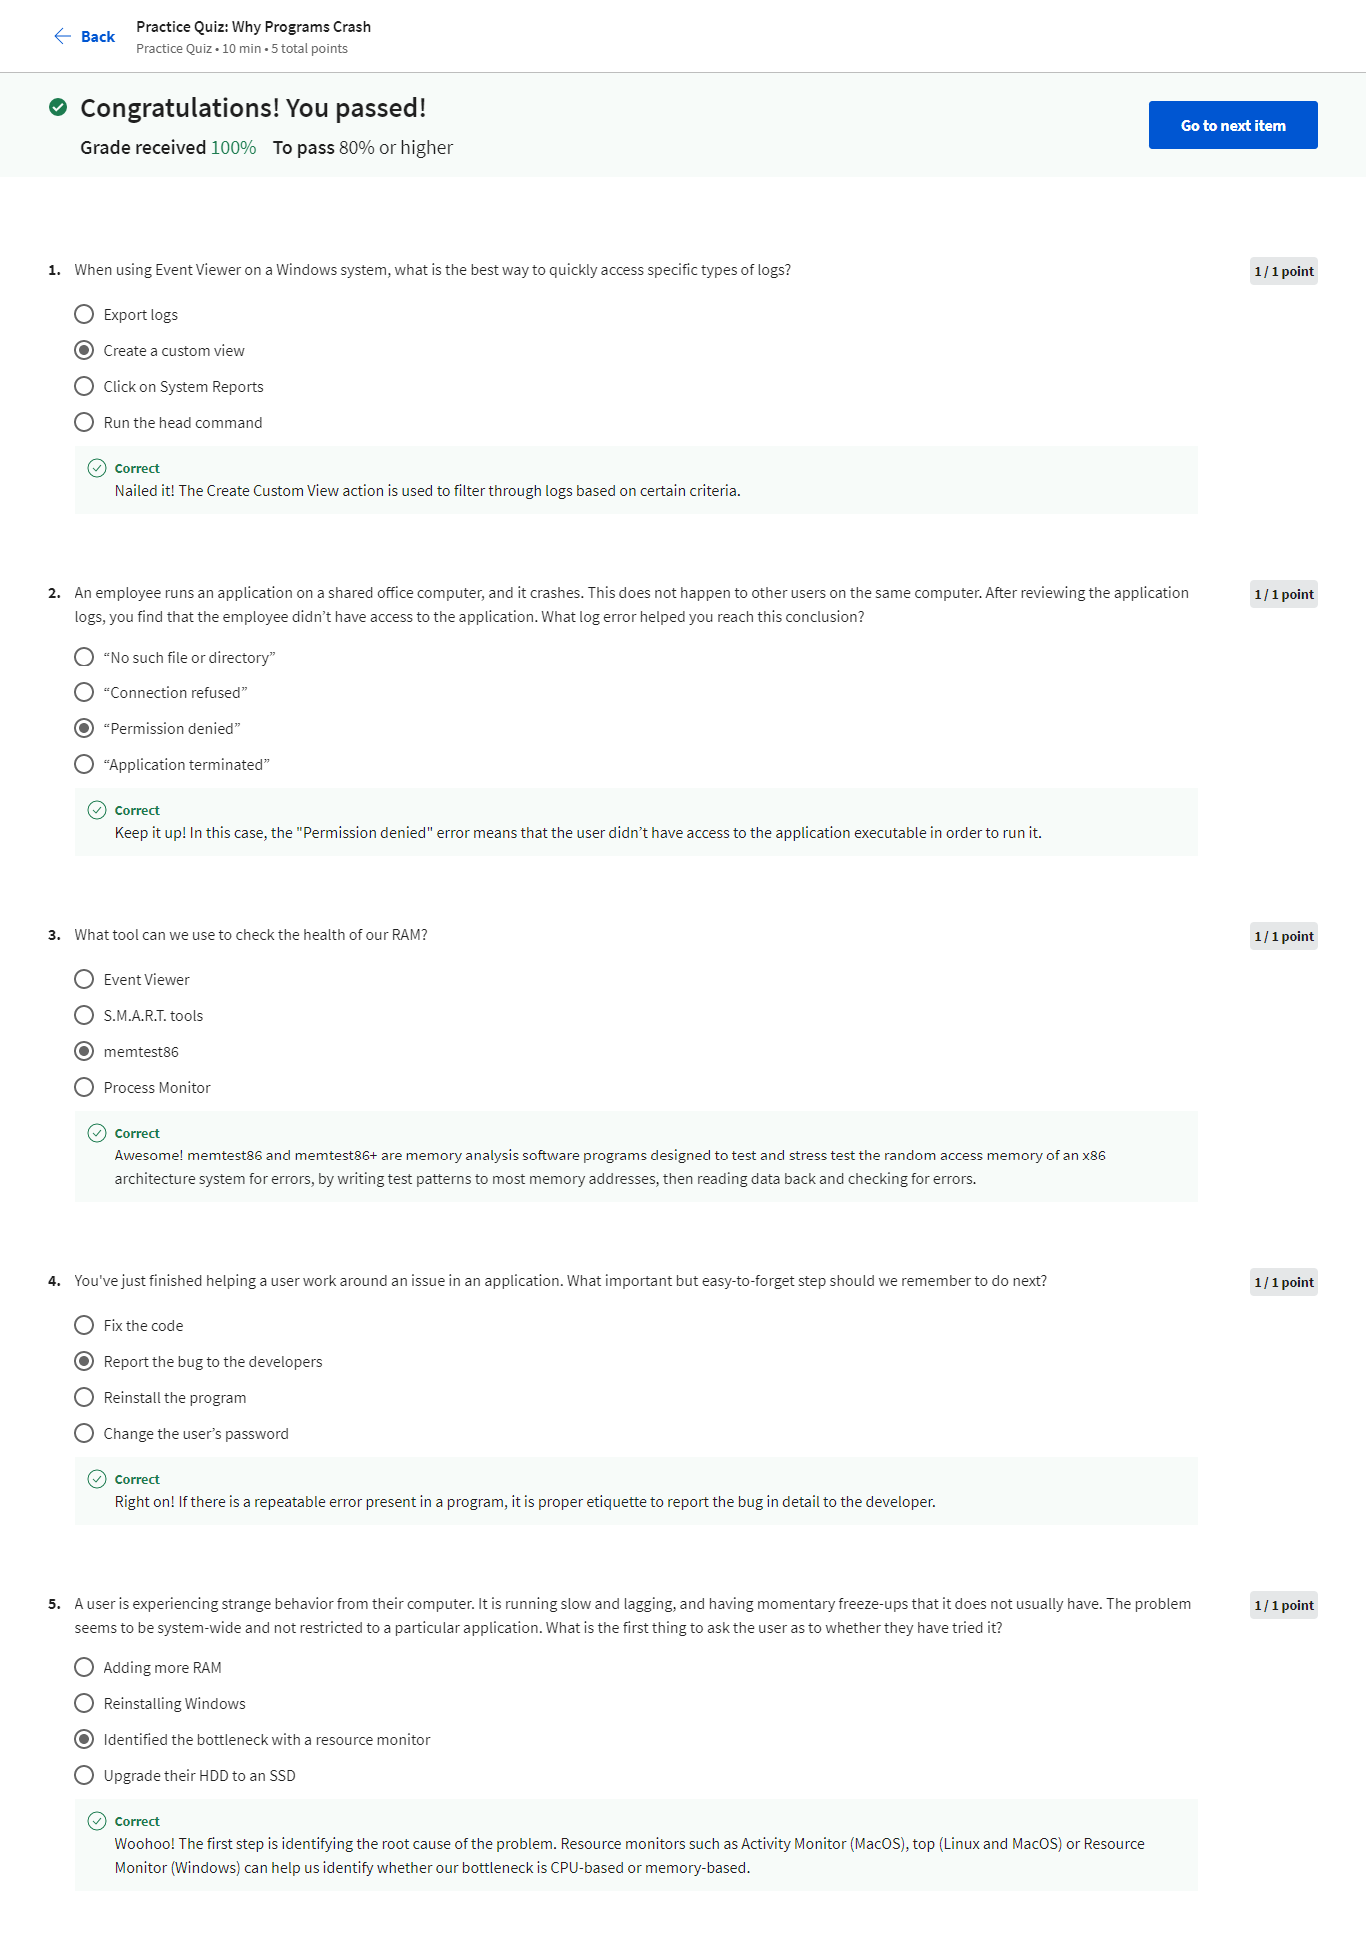 Back
Practice Quiz: Why Programs Crash
Practice Quiz • 10 min • 5 total points
Congratulations! You passed!
Grade received 100% To pass 80% or higher
Go to next item
1. When using Event Viewer on a Windows system, what is the best way to quickly access specific types of logs?
1 / 1 point
Export logs
Create a custom view
Click on System Reports
Run the head command
Correct
Nailed it! The Create Custom View action is used to filter through logs based on certain criteria.
2. An employee runs an application on a shared office computer, and it crashes. This does not happen to other users on the same computer. After reviewing the application
logs, you find that the employee didn’t have access to the application. What log error helped you reach this conclusion?
1 / 1 point
“No such file or directory”
“Connection refused”
“Permission denied”
“Application terminated”
Correct
Keep it up! In this case, the "Permission denied" error means that the user didn’t have access to the application executable in order to run it.
3. What tool can we use to check the health of our RAM?
1 / 1 point
Event Viewer
S.M.A.R.T. tools
memtest86
Process Monitor
Correct
Awesome! memtest86 and memtest86+ are memory analysis software programs designed to test and stress test the random access memory of an x86
architecture system for errors, by writing test patterns to most memory addresses, then reading data back and checking for errors.
4. You've just finished helping a user work around an issue in an application. What important but easy-to-forget step should we remember to do next?
1 / 1 point
Fix the code
Report the bug to the developers
Reinstall the program
Change the user’s password
Correct
Right on! If there is a repeatable error present in a program, it is proper etiquette to report the bug in detail to the developer.
5. A user is experiencing strange behavior from their computer. It is running slow and lagging, and having momentary freeze-ups that it does not usually have. The problem
seems to be system-wide and not restricted to a particular application. What is the first thing to ask the user as to whether they have tried it?
1 / 1 point
Adding more RAM
Reinstalling Windows
Identified the bottleneck with a resource monitor
Upgrade their HDD to an SSD
Correct
Woohoo! The first step is identifying the root cause of the problem. Resource monitors such as Activity Monitor (MacOS), top (Linux and MacOS) or Resource
Monitor (Windows) can help us identify whether our bottleneck is CPU-based or memory-based.